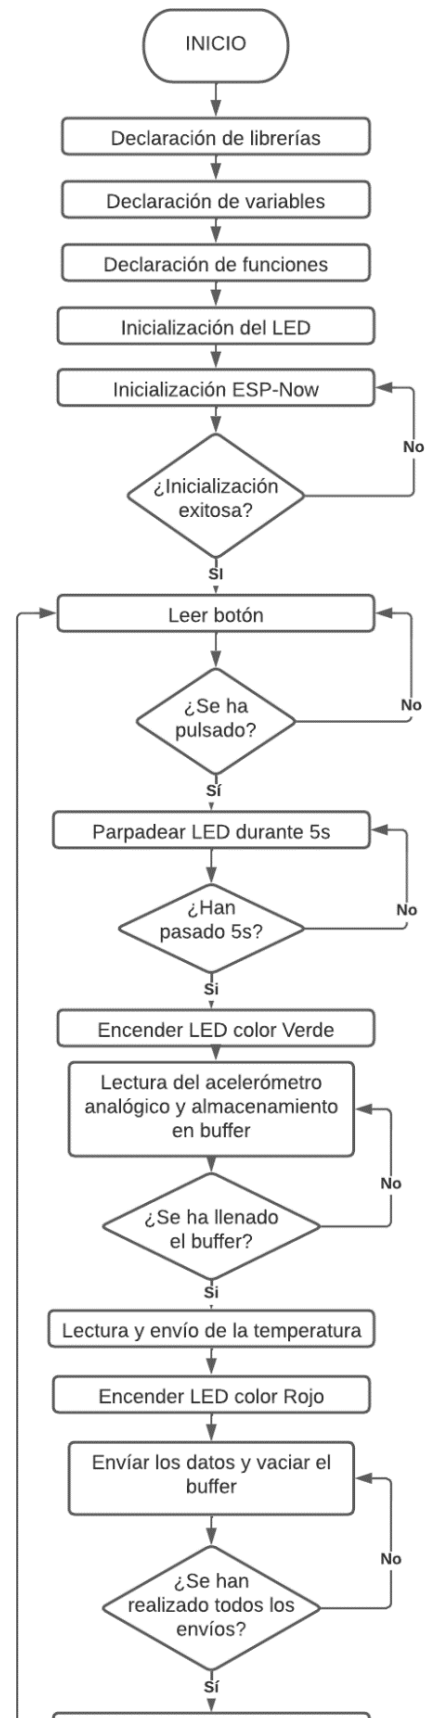 INICIO
Declaración de librerías
Declaración de variables
Declaración de funciones
Inicialización del LED
Inicialización ESP-Now
No
¿Inicialización
exitosa?
SI
Leer botón
No
¿Se ha
pulsado?
Sí
Parpadear LED durante 5s
No
¿Han
pasado 5s?
Si
Encender LED color Verde
Lectura del acelerómetro
analógico y almacenamiento
en buffer
No
¿Se ha llenado
el buffer?
Si
Lectura y envío de la temperatura
Encender LED color Rojo
Envíar los datos y vaciar el
buffer
No
¿Se han
realizado todos los
envíos?
Sí